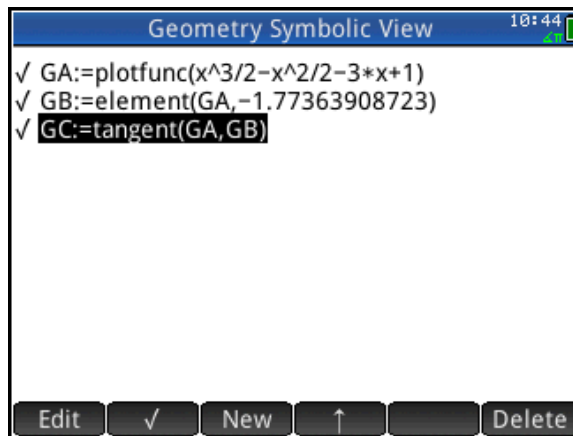 Geometry Symbolic View 10:44
∡π
√ GA:=plotfunc(x^3/2−x^2/2−3*x+1)
√ GB:=element(GA,−1.77363908723)
√ GC:=tangent(GA,GB)
Edit √ New ↑ Delete